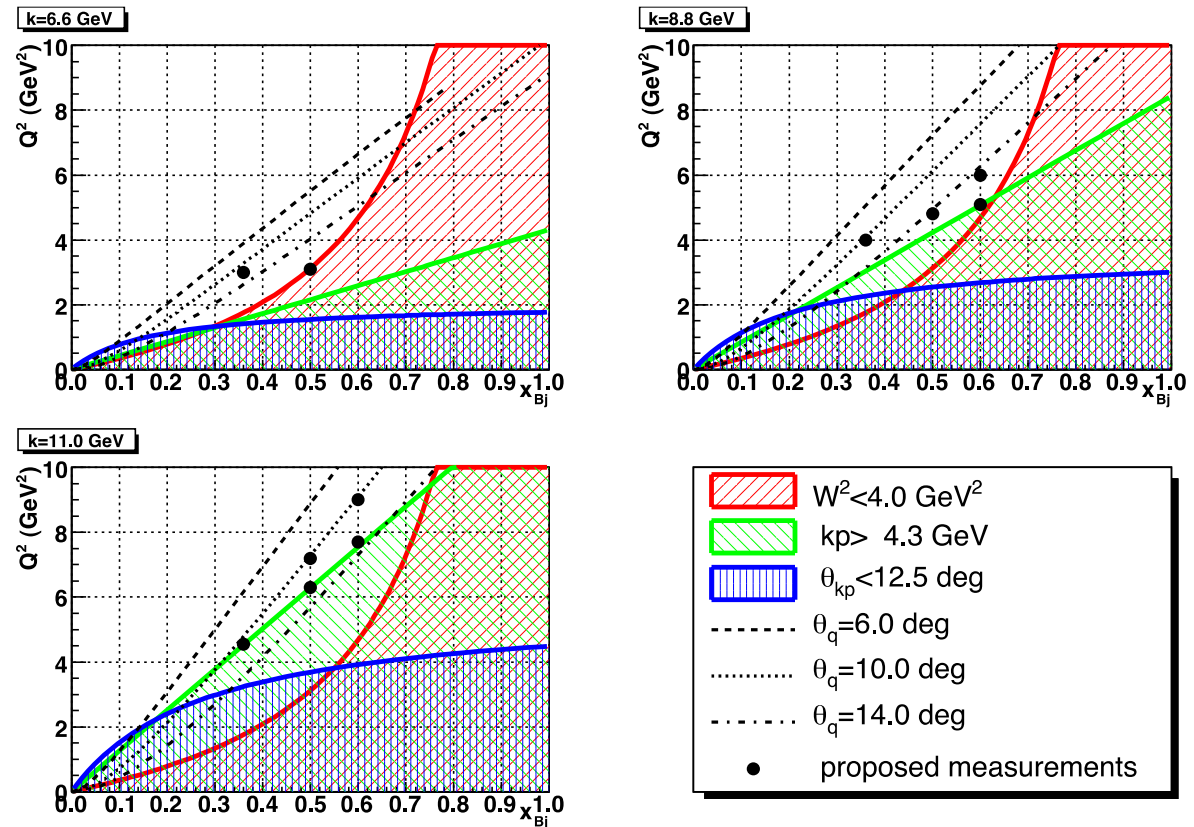 k=6.6 GeV
Q² (GeV²)
10
8
6
4
2
0
0.0 0.1 0.2 0.3 0.4 0.5 0.6 0.7 0.8 0.9 1.0
x_Bj
k=8.8 GeV
Q² (GeV²)
10
8
6
4
2
0
0.0 0.1 0.2 0.3 0.4 0.5 0.6 0.7 0.8 0.9 1.0
x_Bj
k=11.0 GeV
Q² (GeV²)
10
8
6
4
2
0
0.0 0.1 0.2 0.3 0.4 0.5 0.6 0.7 0.8 0.9 1.0
x_Bj
W²<4.0 GeV²
kp> 4.3 GeV
θ_kp<12.5 deg
θ_q=6.0 deg
θ_q=10.0 deg
θ_q=14.0 deg
proposed measurements